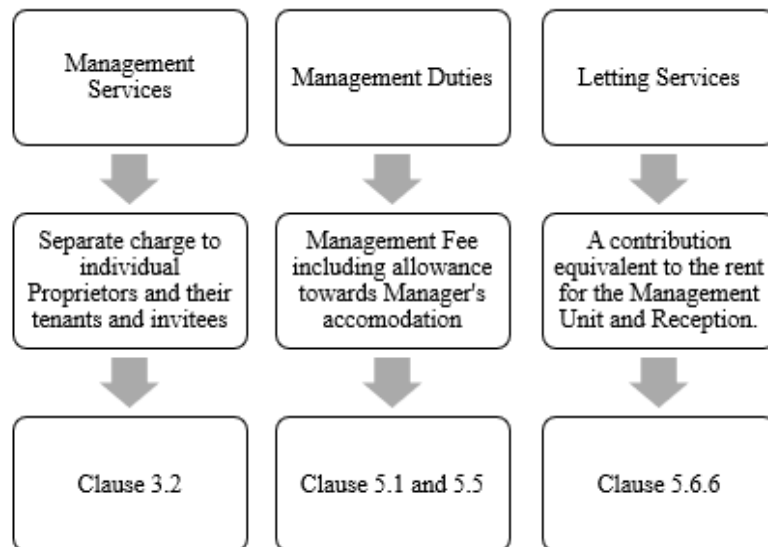 Management
Services
Management Duties
Letting Services
Separate charge to
individual
Proprietors and their
tenants and invitees
Management Fee
including allowance
towards Manager's
accomodation
A contribution
equivalent to the rent
for the Management
Unit and Reception.
Clause 3.2
Clause 5.1 and 5.5
Clause 5.6.6